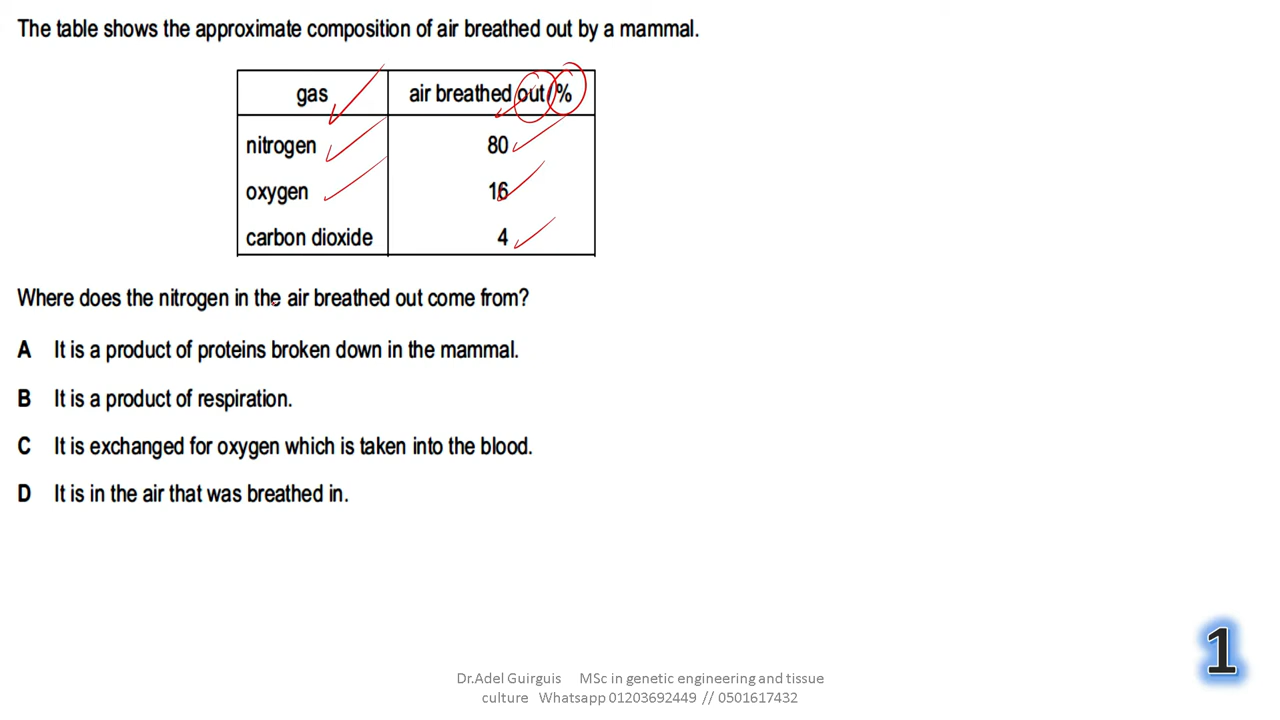 The table shows the approximate composition of air breathed out by a mammal.
gas air breathed out / %
nitrogen 80
oxygen 16
carbon dioxide 4
Where does the nitrogen in the air breathed out come from?
A It is a product of proteins broken down in the mammal.
B It is a product of respiration.
C It is exchanged for oxygen which is taken into the blood.
D It is in the air that was breathed in.
1
Dr.Adel Guirguis MSc in genetic engineering and tissue
culture Whatsapp 01203692449 // 0501617432